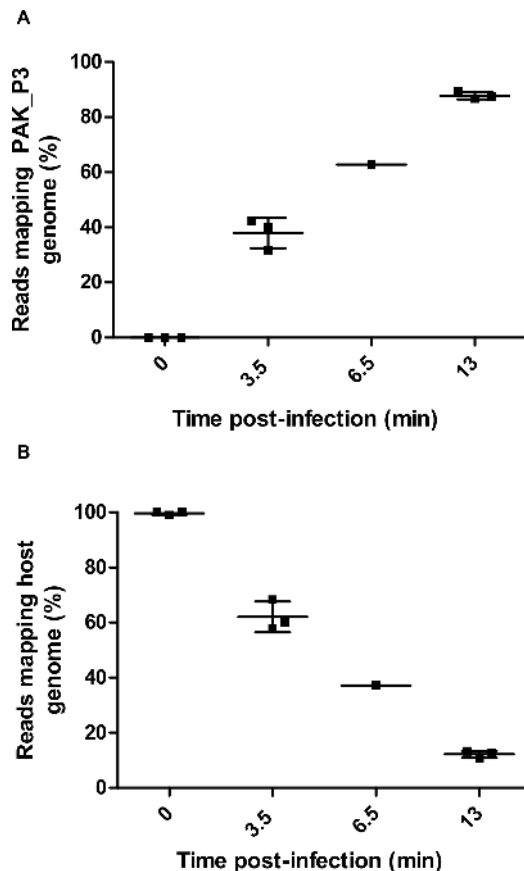 A
Reads mapping PAK_P3
genome (%)
100
80
60
40
20
0
0
3.5
6.5
13
Time post-infection (min)
B
Reads mapping host
genome (%)
100
80
60
40
20
0
0
3.5
6.5
13
Time post-infection (min)